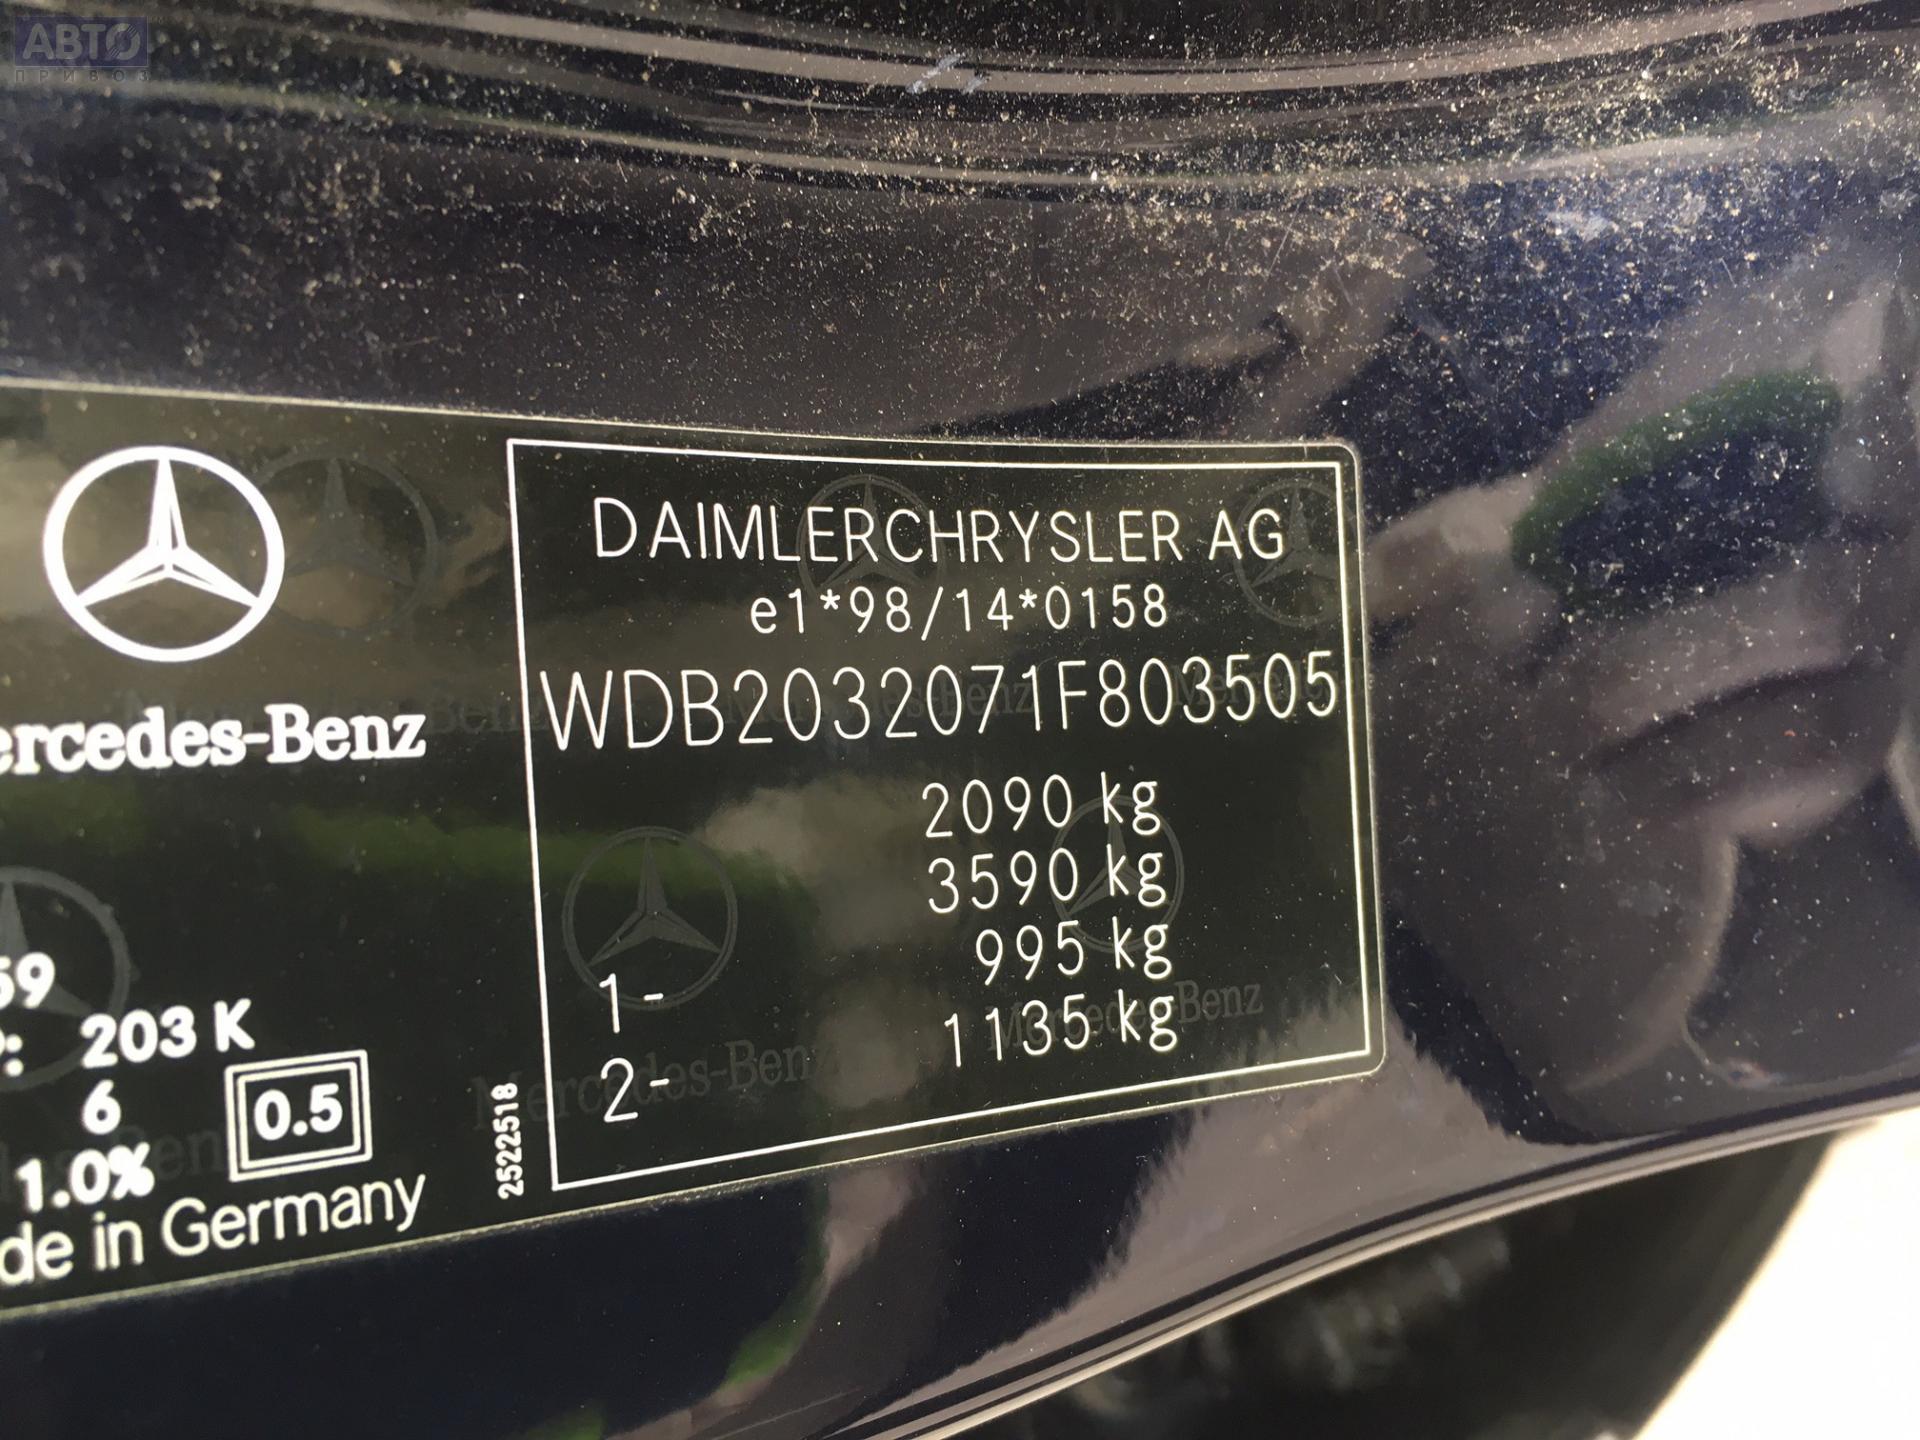 АВТО
ПРИВОЗ
Mercedes-Benz
DAIMLERCHRYSLER AG
e1*98/14*0158
WDB2032071F803505
2090 kg
3590 kg
1- 995 kg
2- 1135 kg
59
: 203 K
6
0.5
1.0%
de in Germany
2522518